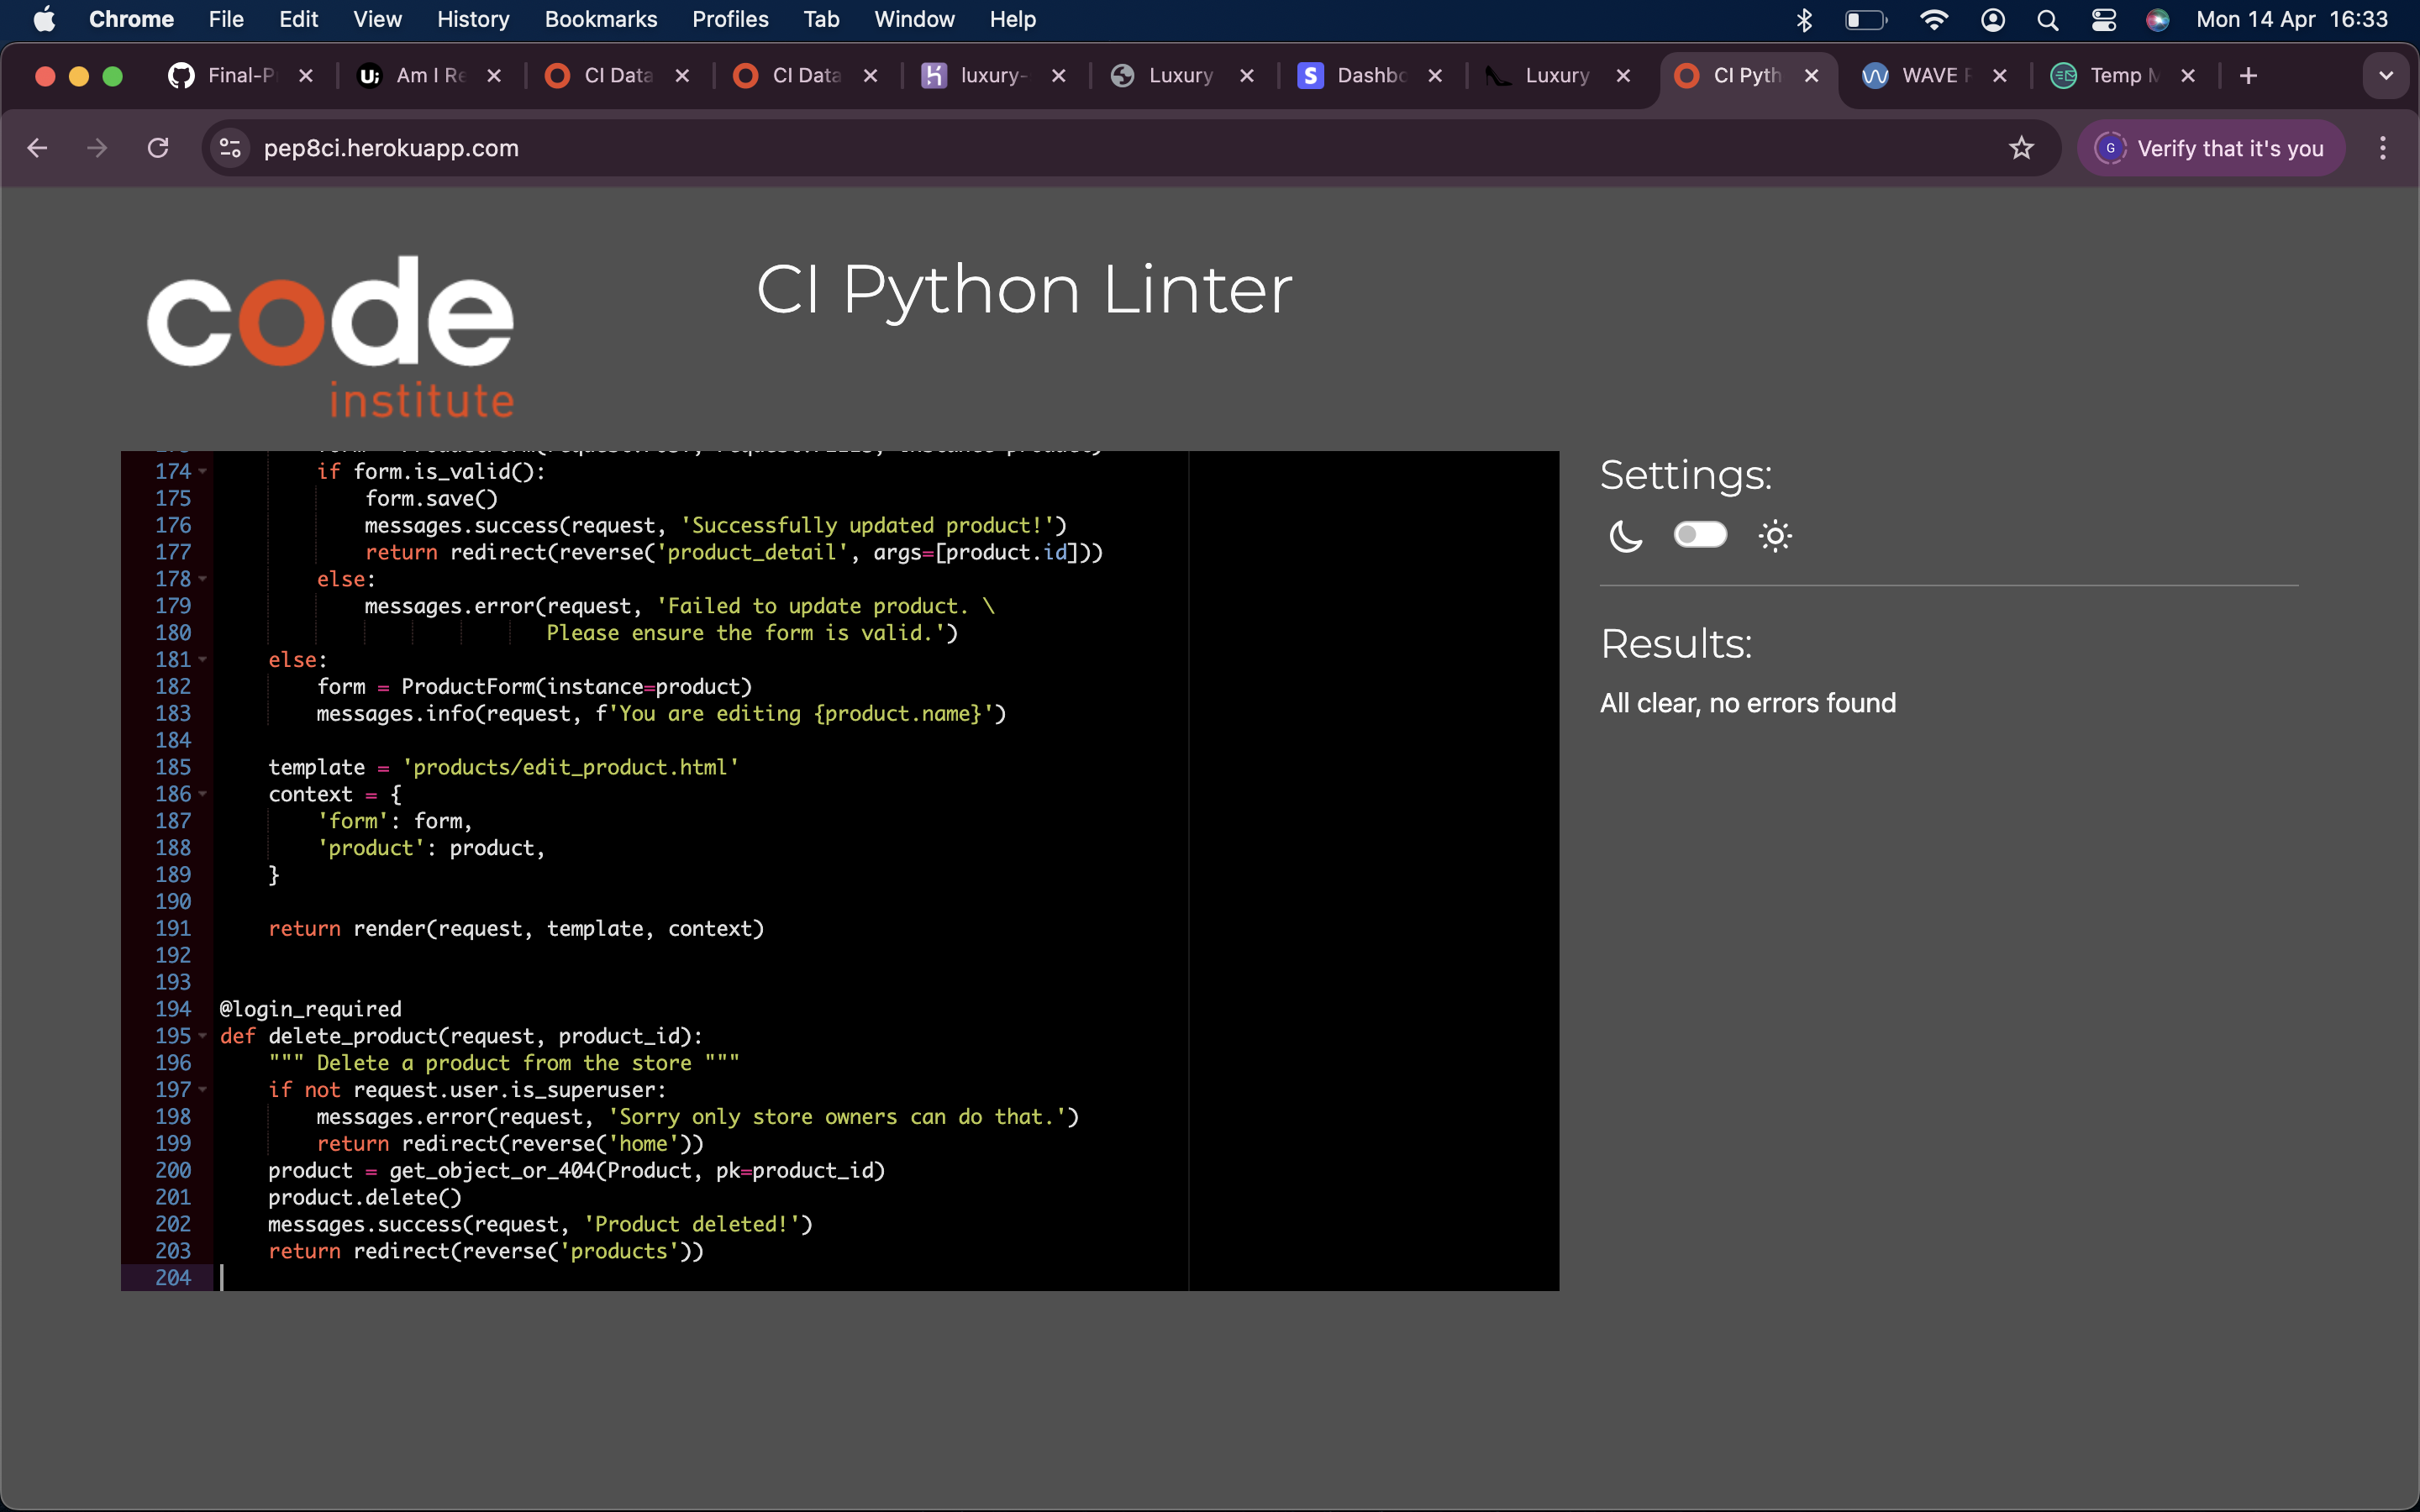 Chrome File Edit View History Bookmarks Profiles Tab Window Help Mon 14 Apr 16:33
Final-P Am I Re CI Data CI Data luxury- Luxury Dashbo Luxury CI Pyth WAVE Temp M
pep8ci.herokuapp.com Verify that it's you
code
institute
CI Python Linter
174 if form.is_valid():
175 form.save()
176 messages.success(request, 'Successfully updated product!')
177 return redirect(reverse('product_detail', args=[product.id]))
178 else:
179 messages.error(request, 'Failed to update product. \
180 Please ensure the form is valid.')
181 else:
182 form = ProductForm(instance=product)
183 messages.info(request, f'You are editing {product.name}')
184
185 template = 'products/edit_product.html'
186 context = {
187 'form': form,
188 'product': product,
189 }
190
191 return render(request, template, context)
192
193
194 @login_required
195 def delete_product(request, product_id):
196 """ Delete a product from the store """
197 if not request.user.is_superuser:
198 messages.error(request, 'Sorry only store owners can do that.')
199 return redirect(reverse('home'))
200 product = get_object_or_404(Product, pk=product_id)
201 product.delete()
202 messages.success(request, 'Product deleted!')
203 return redirect(reverse('products'))
204
Settings:
Results:
All clear, no errors found